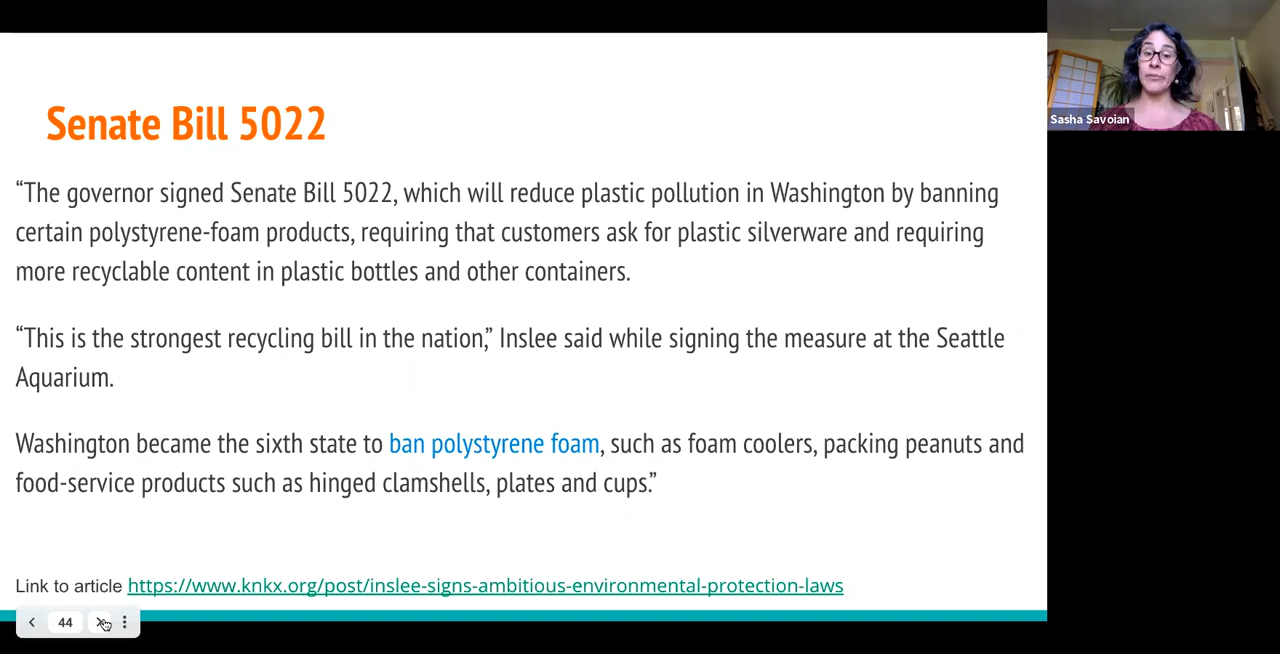 Senate Bill 5022
“The governor signed Senate Bill 5022, which will reduce plastic pollution in Washington by banning
certain polystyrene-foam products, requiring that customers ask for plastic silverware and requiring
more recyclable content in plastic bottles and other containers.
“This is the strongest recycling bill in the nation,” Inslee said while signing the measure at the Seattle
Aquarium.
Washington became the sixth state to ban polystyrene foam, such as foam coolers, packing peanuts and
food-service products such as hinged clamshells, plates and cups.”
Link to article https://www.knkx.org/post/inslee-signs-ambitious-environmental-protection-laws
44
Sasha Savoian